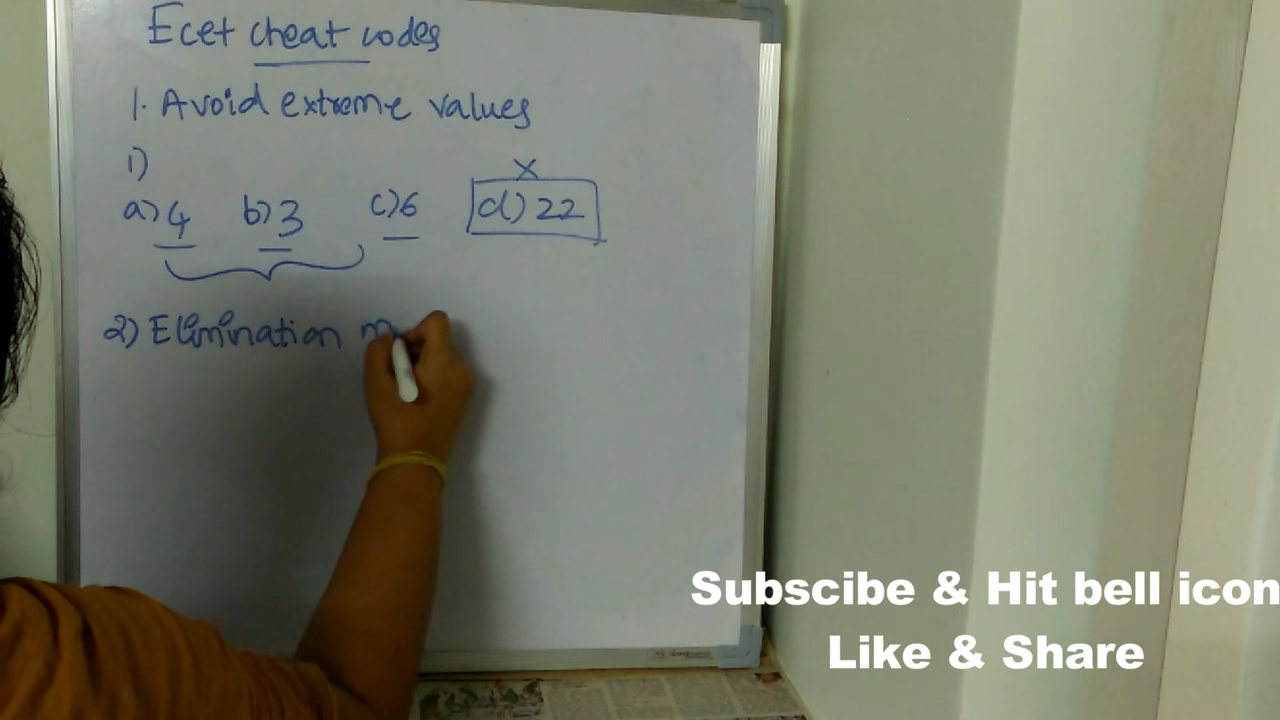 Ecet cheat codes
1. Avoid extreme values
1)
a) 4 b) 3 c) 6 d) 22
X
2) Elimination m
Subscibe & Hit bell icon
Like & Share